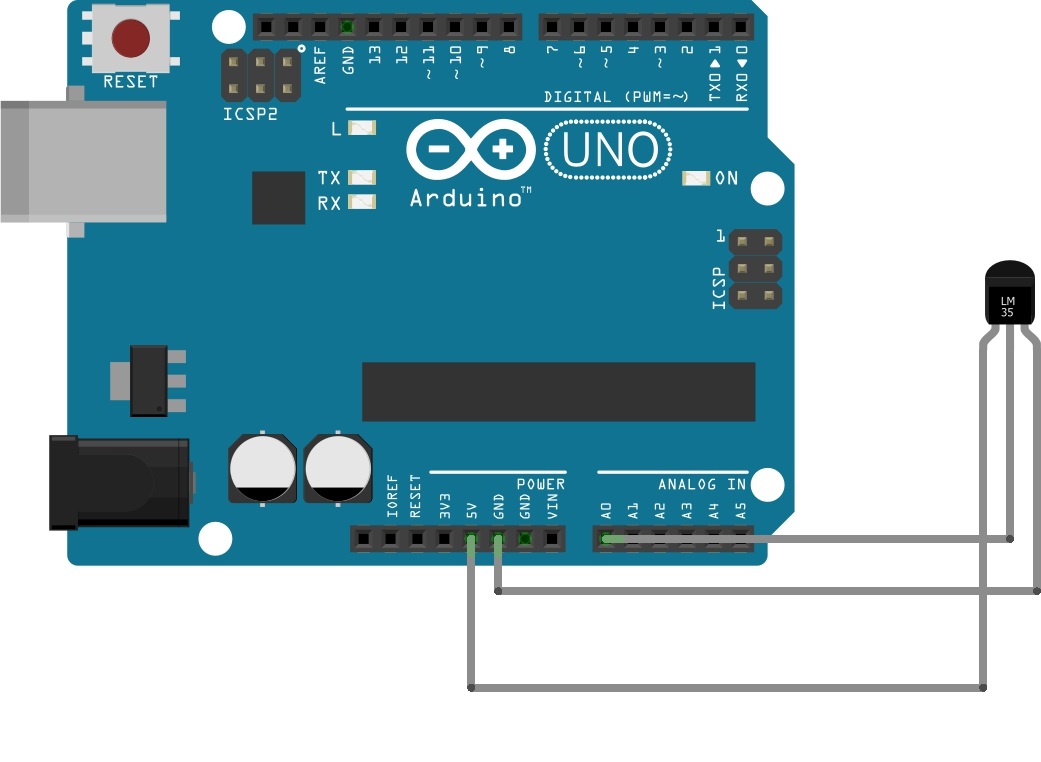 RESET
ICSP2
AREF
GND
13
12
~11
~10
~9
8
7
~6
~5
4
~3
2
TX0▶1
RX0◀0
DIGITAL (PWM=~)
L
TX
RX
UNO
Arduino™
ON
1
ICSP
LM
35
POWER
ANALOG IN
IOREF
RESET
3V3
5V
GND
GND
VIN
A0
A1
A2
A3
A4
A5